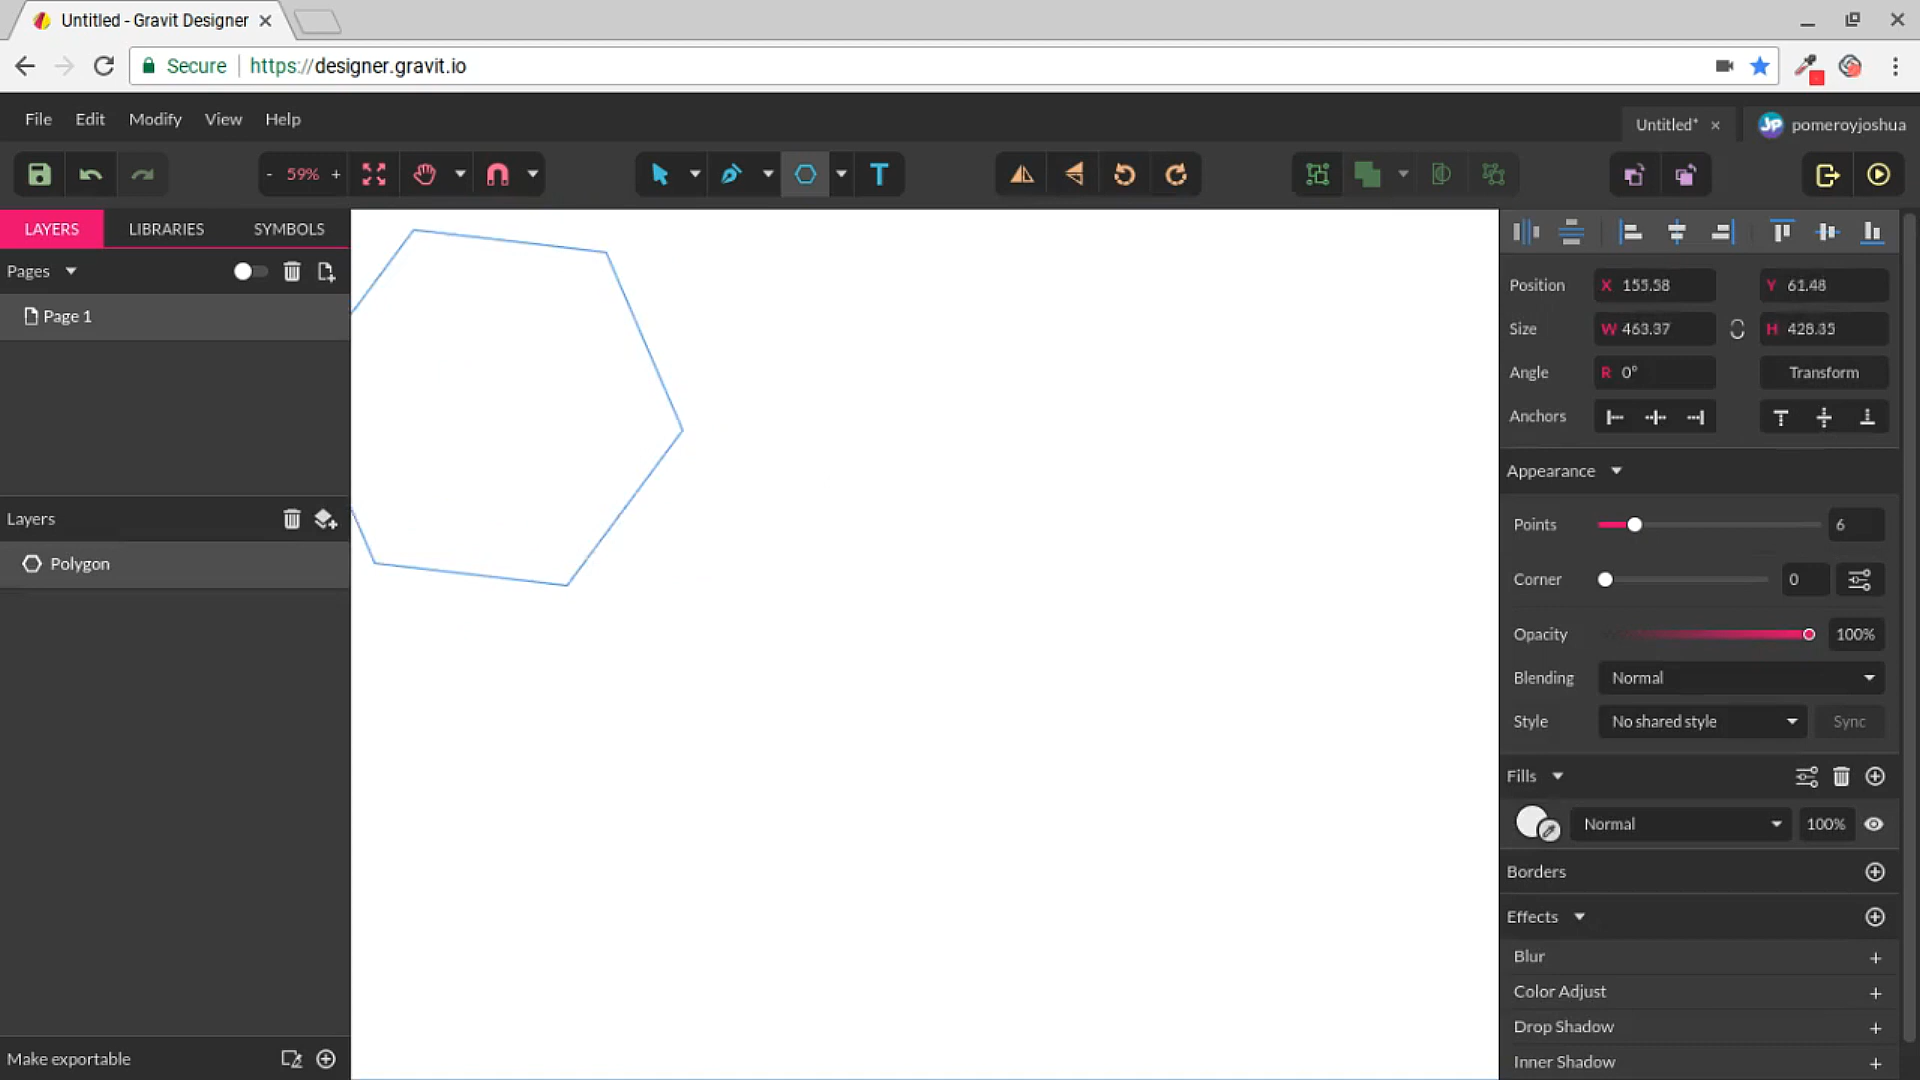 Untitled - Gravit Designer
Secure https://designer.gravit.io
File Edit Modify View Help
Untitled* × JP pomeroyjoshua
- 59% +
T
LAYERS LIBRARIES SYMBOLS
Pages
Page 1
Layers
Polygon
Make exportable
Position X 155.58 Y 61.48
Size W 463.37 H 428.35
Angle R 0° Transform
Anchors
Appearance
Points 6
Corner 0
Opacity 100%
Blending Normal
Style No shared style Sync
Fills
Normal 100%
Borders
Effects
Blur +
Color Adjust +
Drop Shadow +
Inner Shadow +